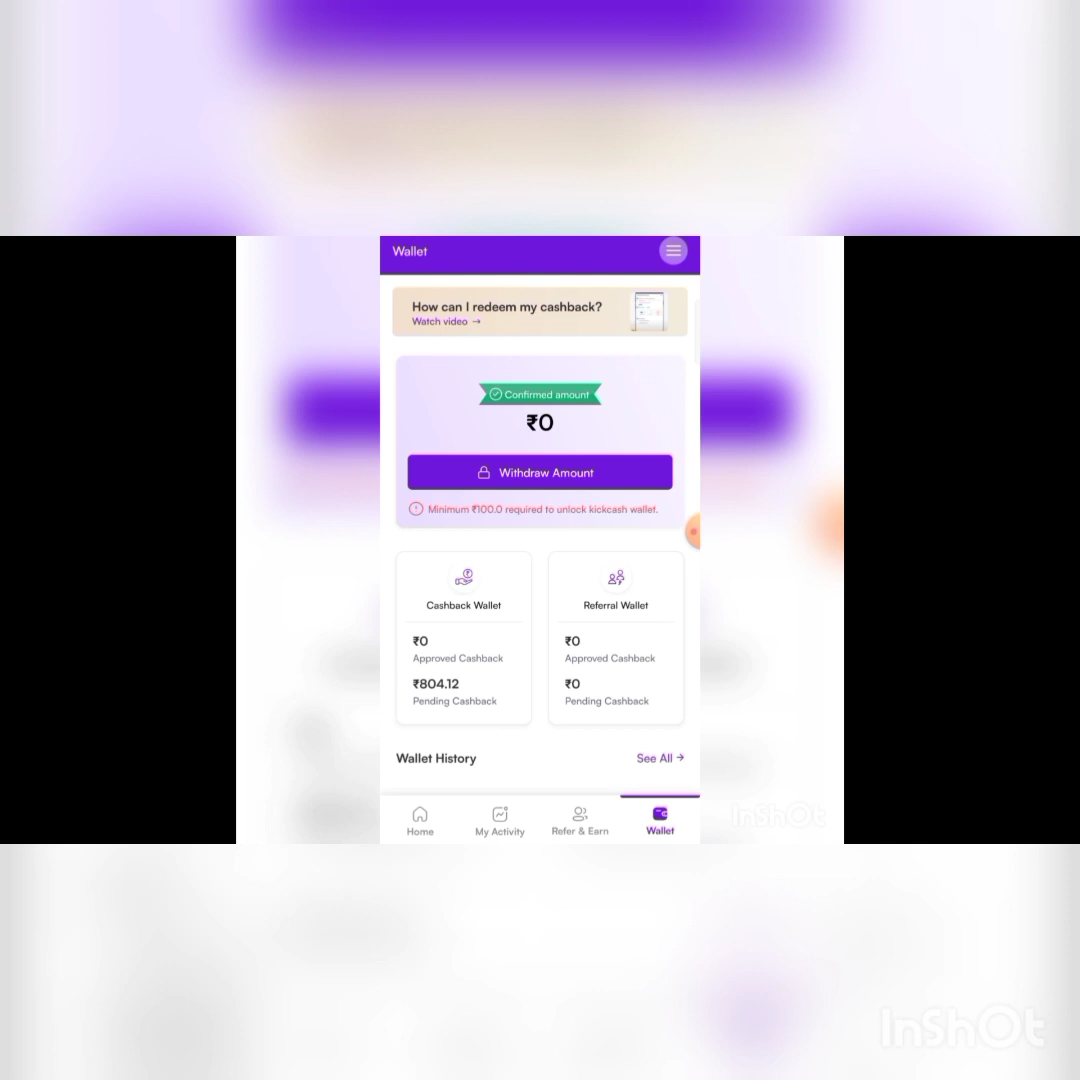 Wallet
How can I redeem my cashback?
Watch video →
Confirmed amount
₹0
Withdraw Amount
Minimum ₹100.0 required to unlock kickcash wallet.
Cashback Wallet
₹0
Approved Cashback
₹804.12
Pending Cashback
Referral Wallet
₹0
Approved Cashback
₹0
Pending Cashback
Wallet History
See All →
Home
My Activity
Refer & Earn
Wallet
InShOt
InShOt